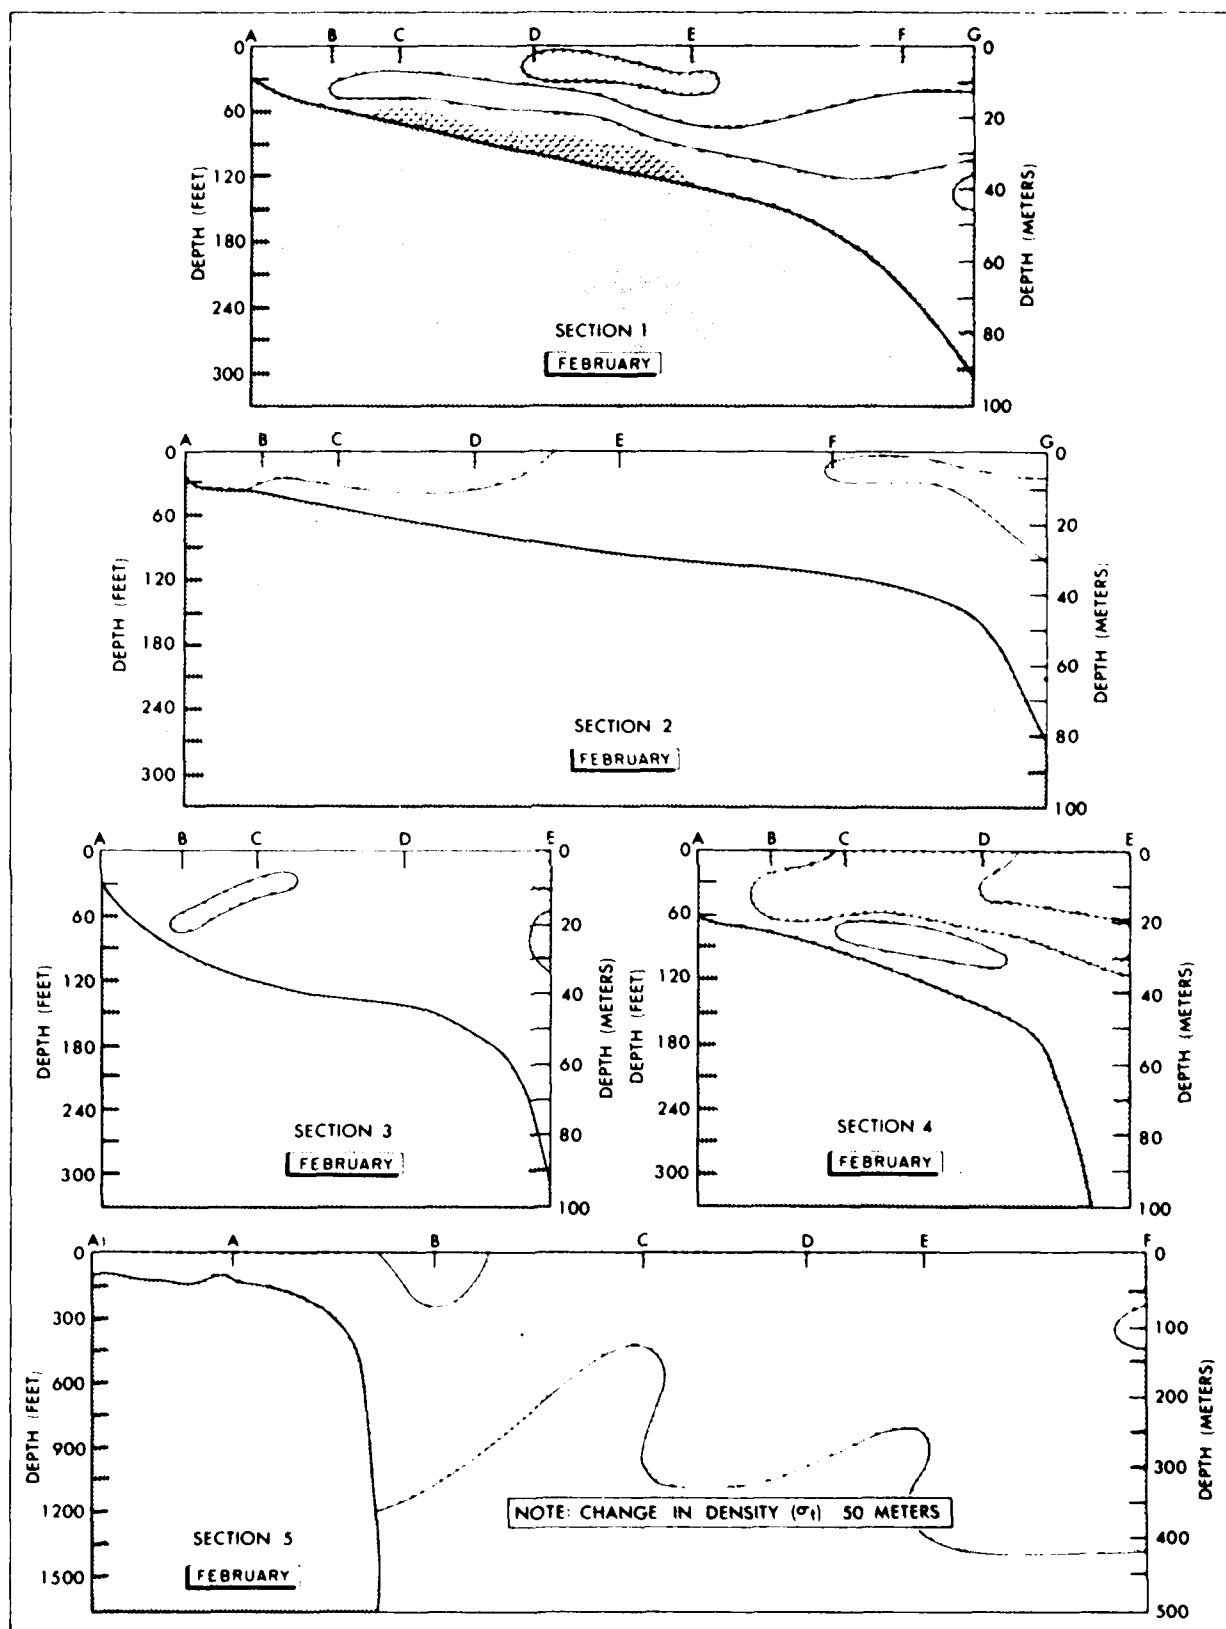 A B C D E F G
0 0
60 20
120 40
180 60
240 80
300 100
DEPTH (FEET)
DEPTH (METERS)
SECTION 1
FEBRUARY
A B C D E F G
0 0
60 20
120 40
180 60
240 80
300 100
DEPTH (FEET)
DEPTH (METERS)
SECTION 2
FEBRUARY
A B C D E
0 0
60 20
120 40
180 60
240 80
300 100
DEPTH (FEET)
DEPTH (METERS)
SECTION 3
FEBRUARY
A B C D E
0 0
60 20
120 40
180 60
240 80
300 100
DEPTH (FEET)
DEPTH (METERS)
SECTION 4
FEBRUARY
A1 A B C D E F
0 0
300 100
600 200
900 300
1200 400
1500 500
DEPTH (FEET)
DEPTH (METERS)
NOTE: CHANGE IN DENSITY (σt) 50 METERS
SECTION 5
FEBRUARY